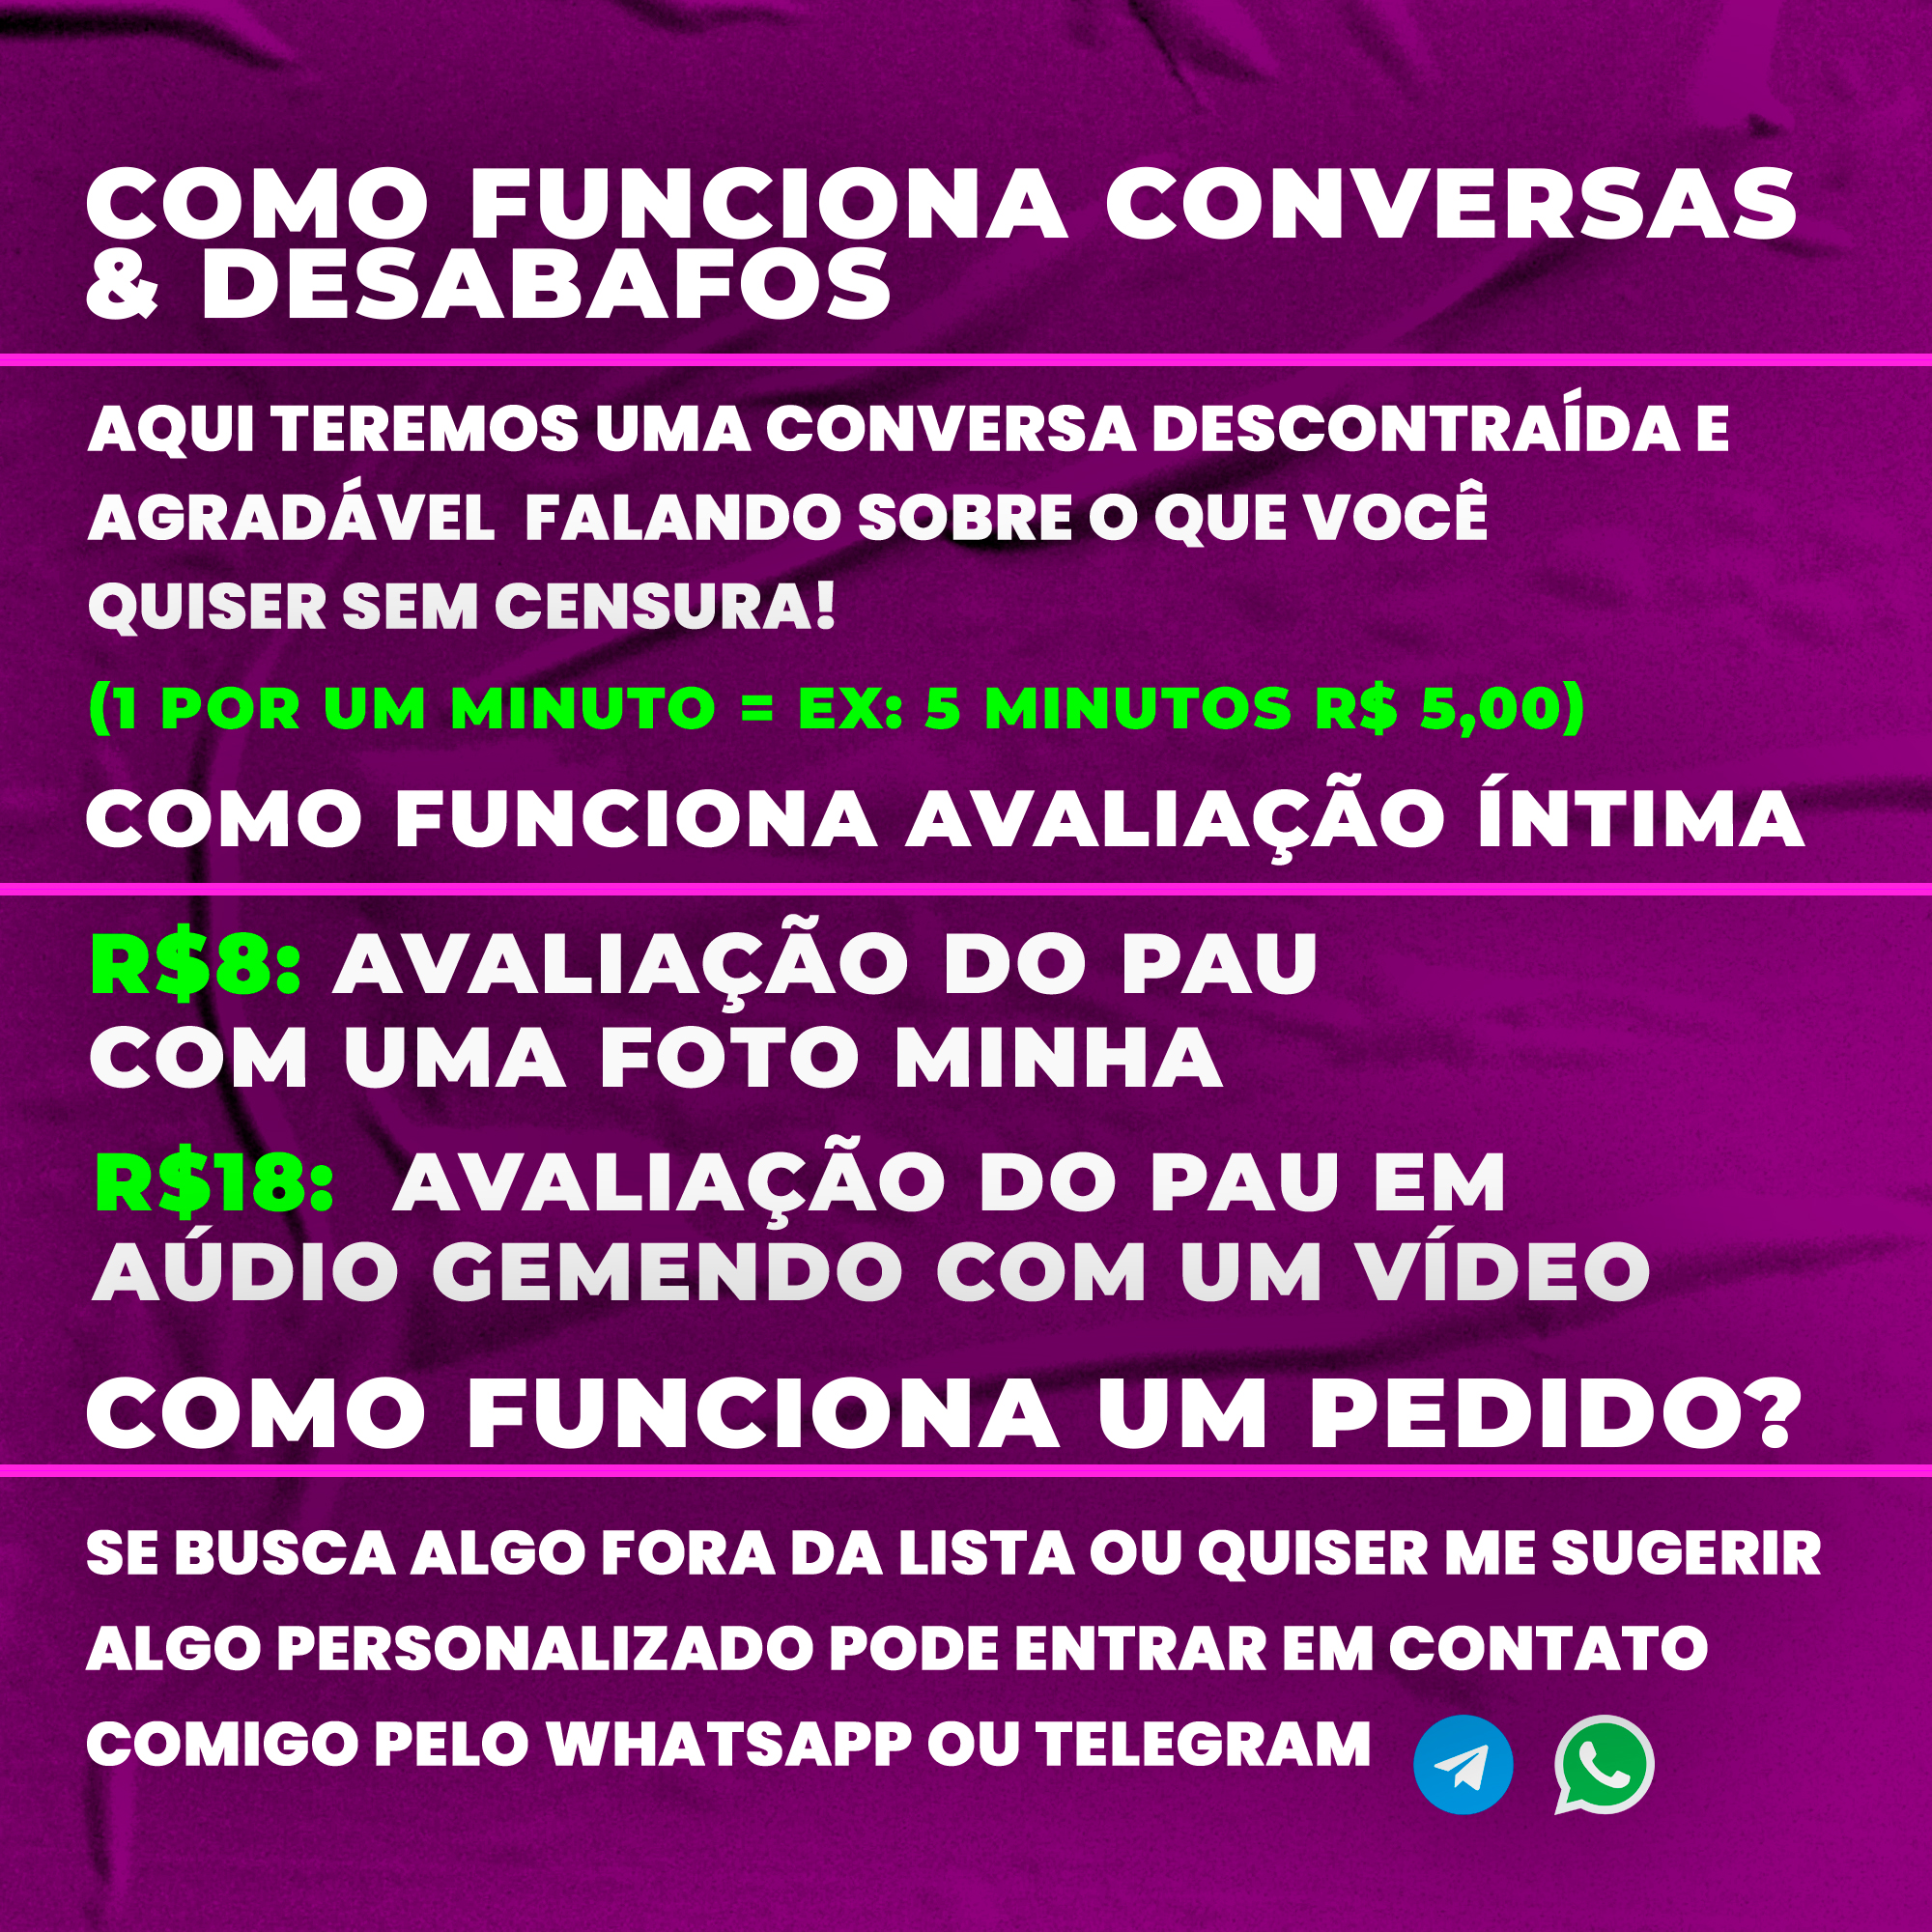 COMO FUNCIONA CONVERSAS
& DESABAFOS
AQUI TEREMOS UMA CONVERSA DESCONTRAÍDA E
AGRADÁVEL FALANDO SOBRE O QUE VOCÊ
QUISER SEM CENSURA!
(1 POR UM MINUTO = EX: 5 MINUTOS R$ 5,00)
COMO FUNCIONA AVALIAÇÃO ÍNTIMA
R$8: AVALIAÇÃO DO PAU
COM UMA FOTO MINHA
R$18: AVALIAÇÃO DO PAU EM
AÚDIO GEMENDO COM UM VÍDEO
COMO FUNCIONA UM PEDIDO?
SE BUSCA ALGO FORA DA LISTA OU QUISER ME SUGERIR
ALGO PERSONALIZADO PODE ENTRAR EM CONTATO
COMIGO PELO WHATSAPP OU TELEGRAM